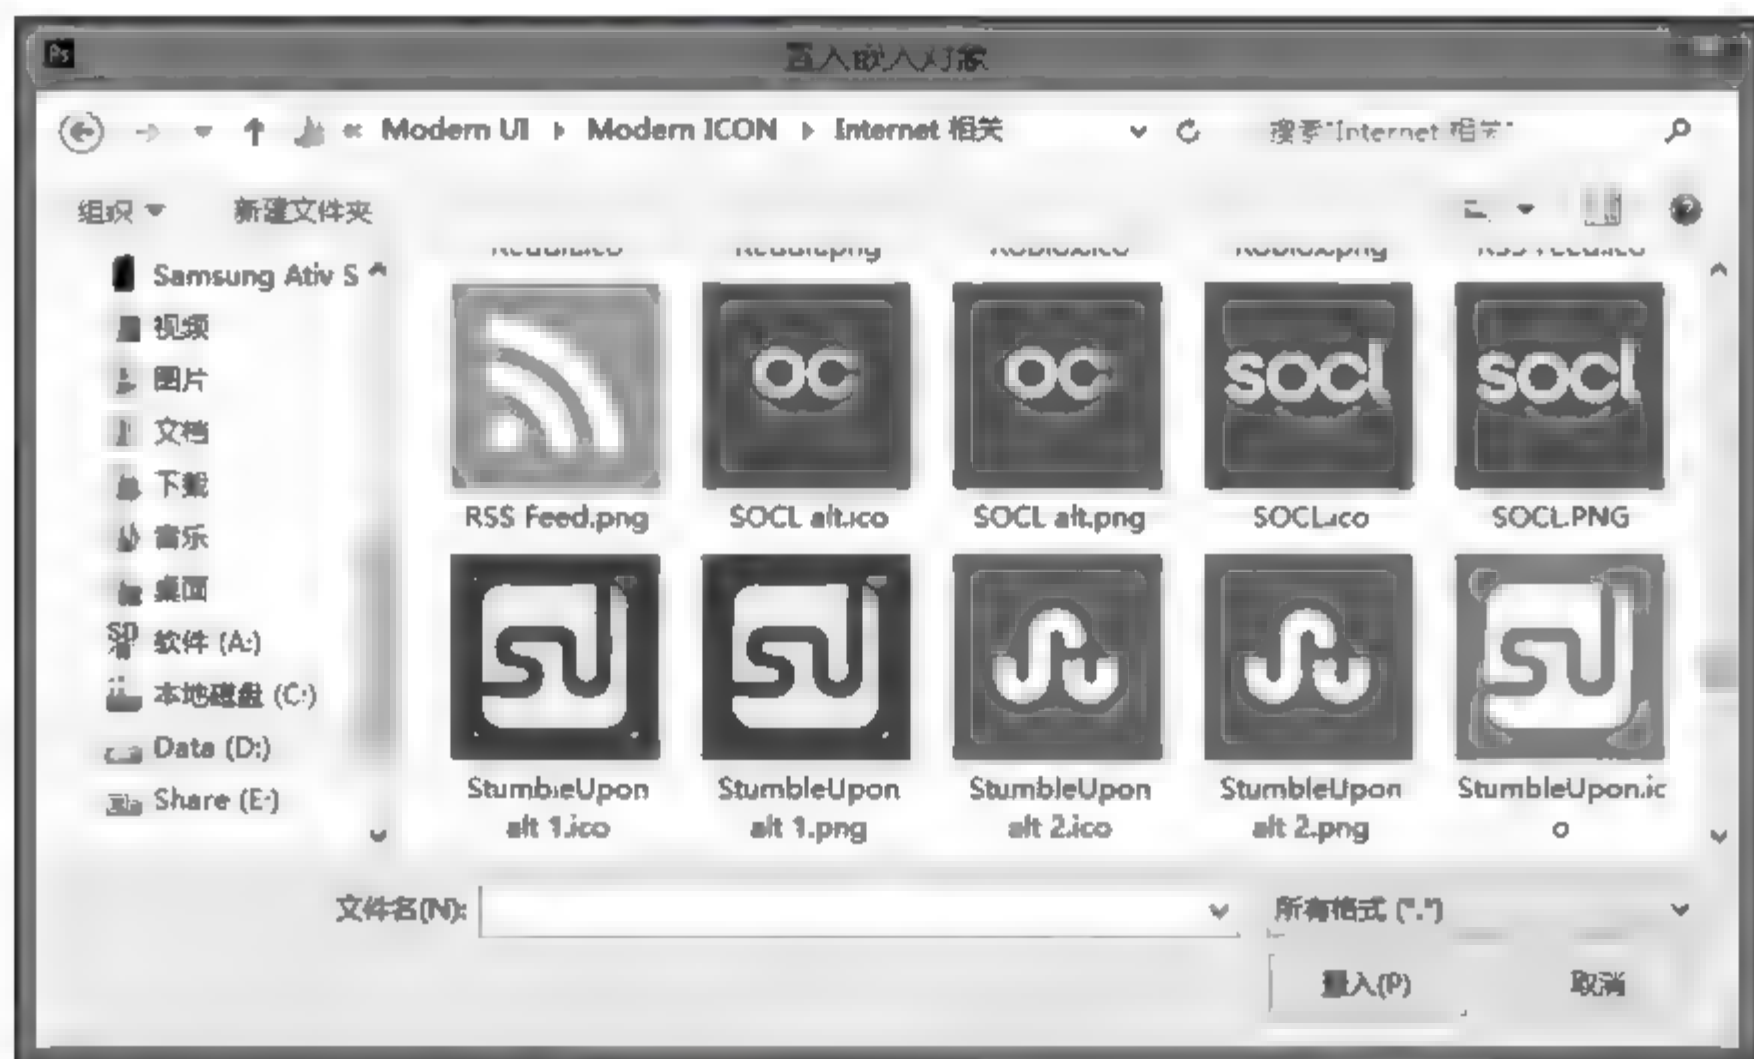 Ps
置入嵌入对象
« Modern UI ▸ Modern ICON ▸ Internet 相关
搜索"Internet 相关"
组织
新建文件夹
Samsung Ativ S
视频
图片
文档
下载
音乐
桌面
软件 (A:)
本地磁盘 (C:)
Data (D:)
Share (E:)
RSS Feed.png
SOCL alt.ico
SOCL alt.png
SOCL.ico
SOCL.PNG
oc
oc
socl
socl
StumbleUpon
alt 1.ico
StumbleUpon
alt 1.png
StumbleUpon
alt 2.ico
StumbleUpon
alt 2.png
StumbleUpon.ic
o
文件名(N):
所有格式 (*.*)
置入(P)
取消